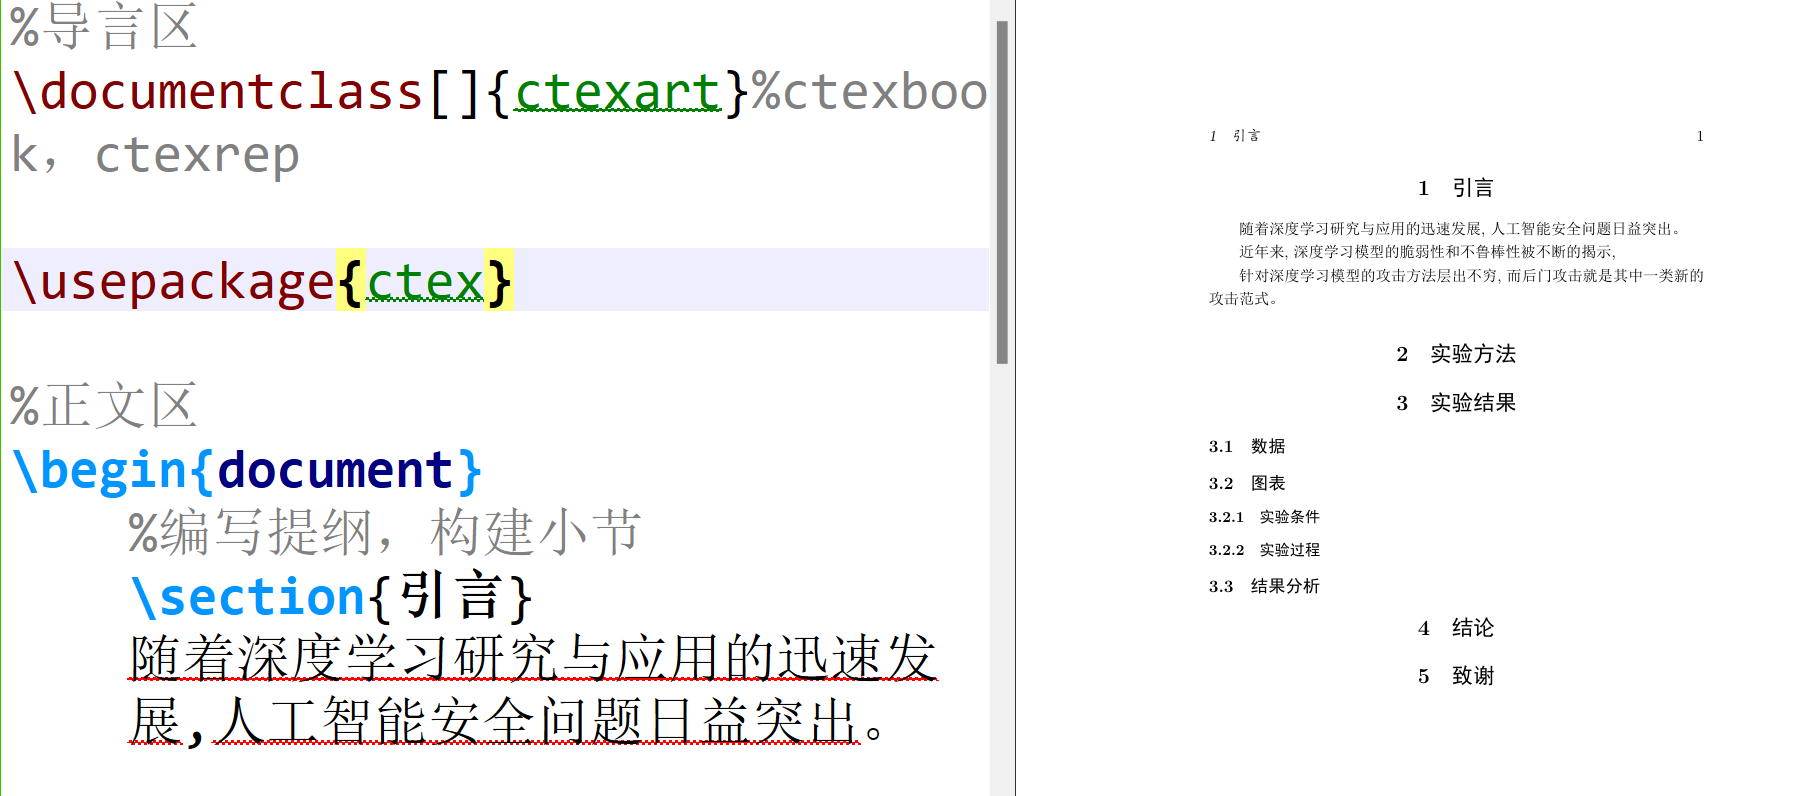 %导言区
\documentclass[]{ctexart}%ctexboo
k，ctexrep
\usepackage{ctex}
%正文区
\begin{document}
%编写提纲，构建小节
\section{引言}
随着深度学习研究与应用的迅速发
展,人工智能安全问题日益突出。
1 引言 1
1 引言
随着深度学习研究与应用的迅速发展, 人工智能安全问题日益突出。
近年来, 深度学习模型的脆弱性和不鲁棒性被不断的揭示,
针对深度学习模型的攻击方法层出不穷, 而后门攻击就是其中一类新的
攻击范式。
2 实验方法
3 实验结果
3.1 数据
3.2 图表
3.2.1 实验条件
3.2.2 实验过程
3.3 结果分析
4 结论
5 致谢